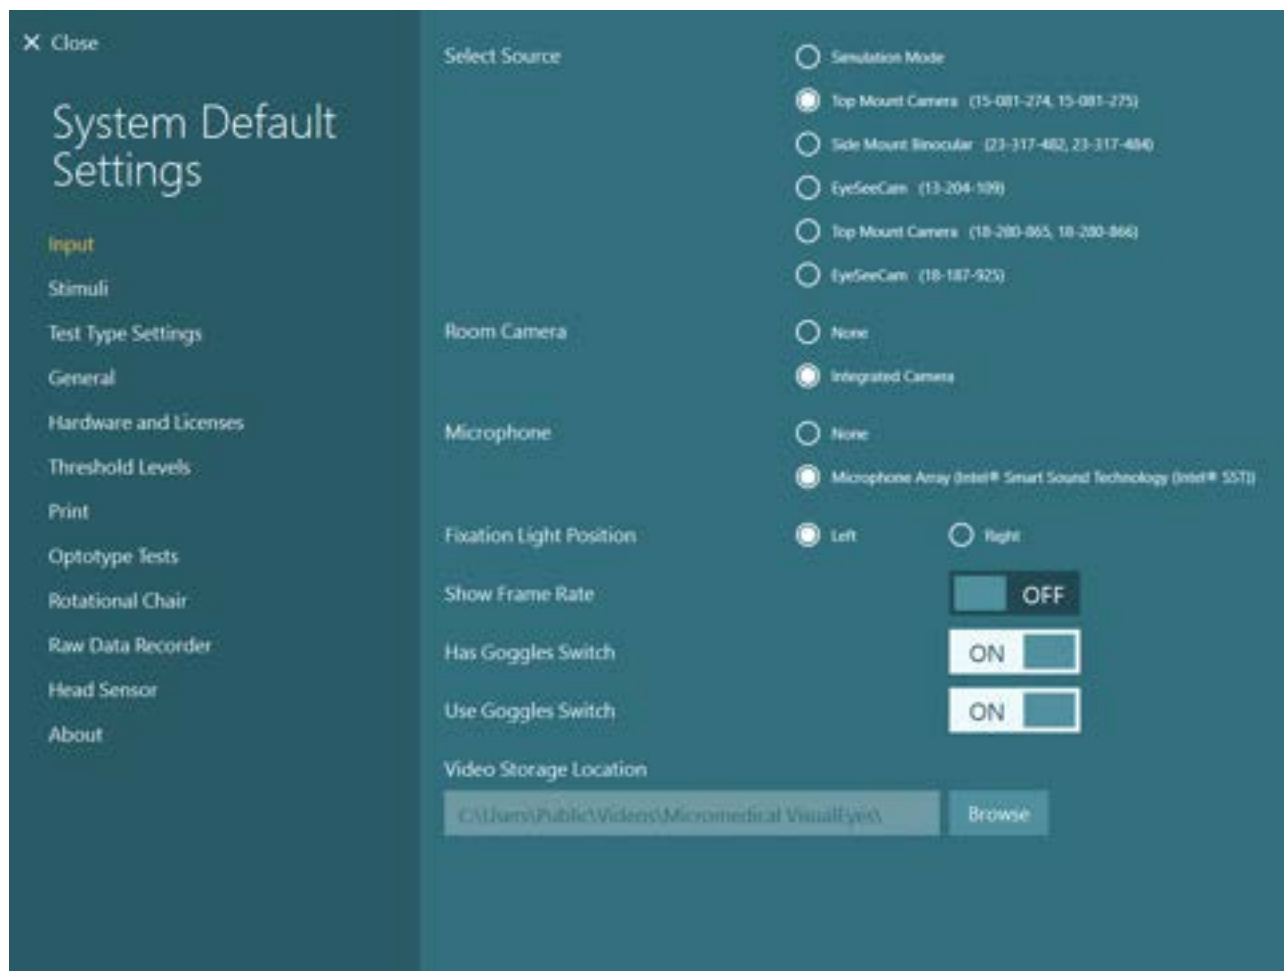 Close
System Default
Settings
Input
Stimuli
Test Type Settings
General
Hardware and Licenses
Threshold Levels
Print
Optotype Tests
Rotational Chair
Raw Data Recorder
Head Sensor
About
Select Source
Simulation Mode
Top Mount Camera (15-081-274, 15-081-275)
Side Mount Binocular (23-317-482, 23-317-484)
EyeSeeCam (13-204-109)
Top Mount Camera (18-280-865, 18-280-866)
EyeSeeCam (18-187-925)
Room Camera
None
Integrated Camera
Microphone
None
Microphone Array (Intel® Smart Sound Technology (Intel® SST))
Fixation Light Position
Left Right
Show Frame Rate
OFF
Has Goggles Switch
ON
Use Goggles Switch
ON
Video Storage Location
C:\Users\Public\Videos\Micromedical VisualEyes\
Browse